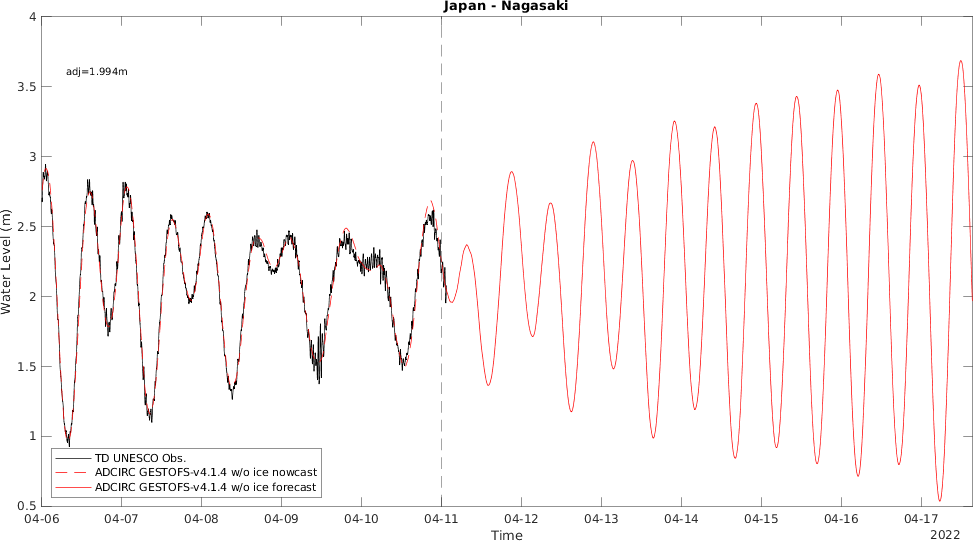 Japan - Nagasaki
4
adj=1.994m
3.5
3
2.5
2
1.5
1
0.5
Water Level (m)
TD UNESCO Obs.
ADCIRC GESTOFS-v4.1.4 w/o ice nowcast
ADCIRC GESTOFS-v4.1.4 w/o ice forecast
04-06 04-07 04-08 04-09 04-10 04-11 04-12 04-13 04-14 04-15 04-16 04-17
Time
2022